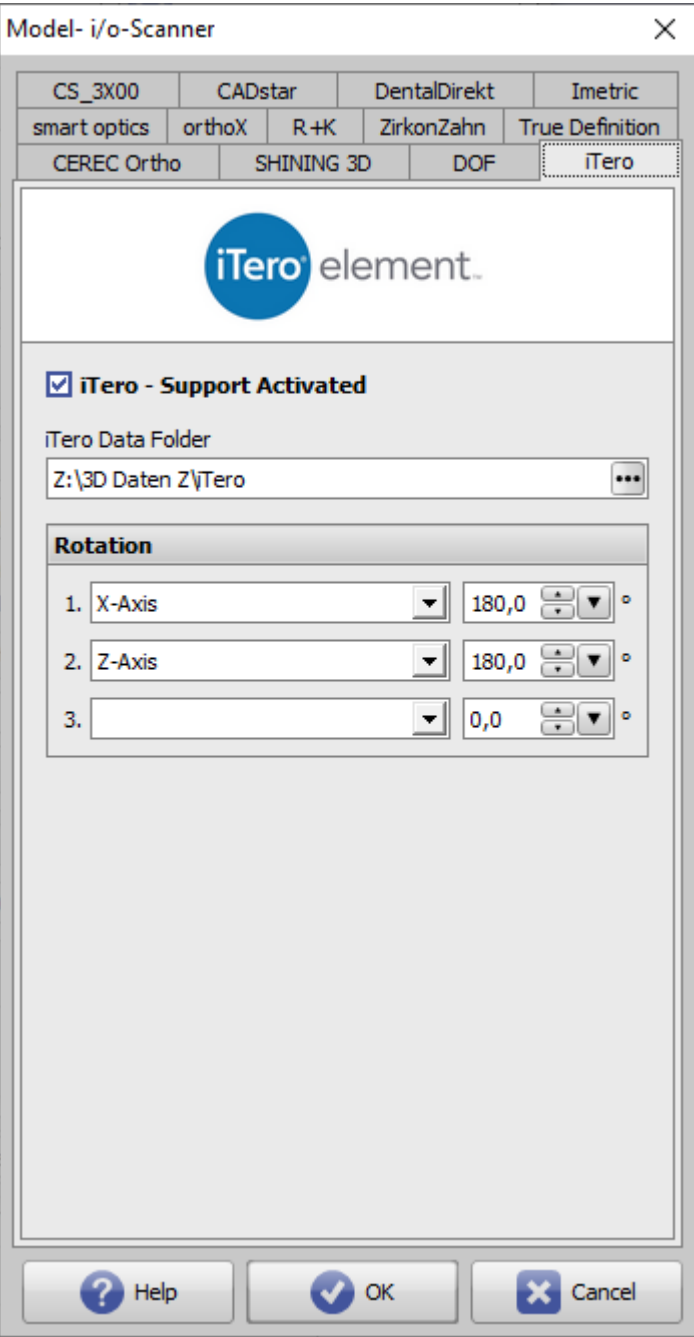 Model- i/o-Scanner
CS_3X00 CADstar DentalDirekt Imetric
smart optics orthoX R+K ZirkonZahn True Definition
CEREC Ortho SHINING 3D DOF iTero
iTero® element™
iTero - Support Activated
iTero Data Folder
Z:\3D Daten Z\iTero
Rotation
1. X-Axis 180,0 °
2. Z-Axis 180,0 °
3. 0,0 °
Help OK Cancel